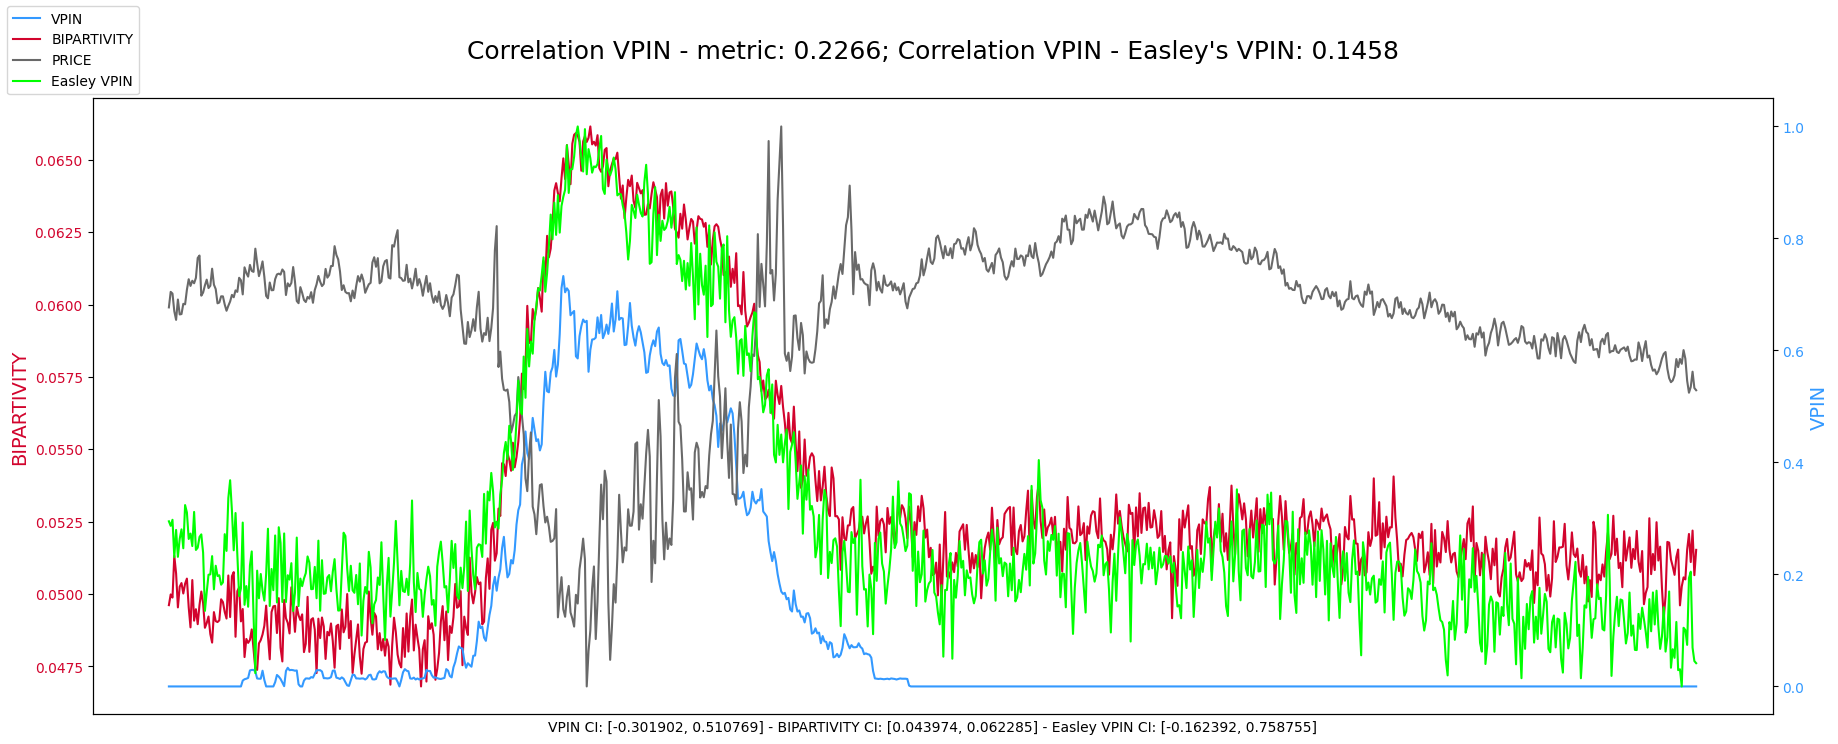 VPIN
BIPARTIVITY
PRICE
Easley VPIN
Correlation VPIN - metric: 0.2266; Correlation VPIN - Easley's VPIN: 0.1458
0.0650
0.0625
0.0600
0.0575
0.0550
0.0525
0.0500
0.0475
BIPARTIVITY
1.0
0.8
0.6
0.4
0.2
0.0
VPIN
VPIN CI: [-0.301902, 0.510769] - BIPARTIVITY CI: [0.043974, 0.062285] - Easley VPIN CI: [-0.162392, 0.758755]